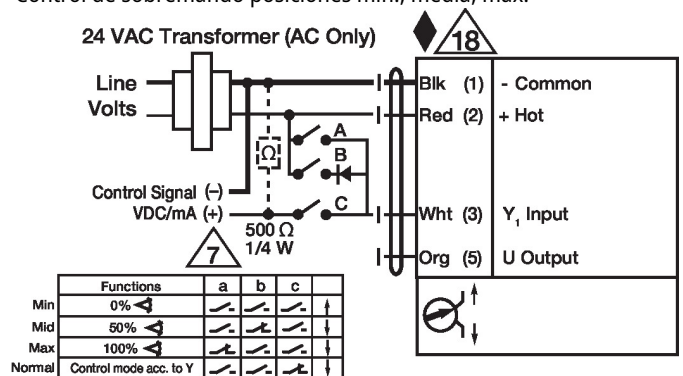 Control de sobremando posiciones min., media, max.
24 VAC Transformer (AC Only)
18
Line
Volts
Blk (1) - Common
Red (2) + Hot
A
B
Ω
Control Signal (–)
VDC/mA (+)
C
Wht (3) Y1 Input
500 Ω
1/4 W
7
Org (5) U Output
Functions a b c
Min 0%
Mid 50%
Max 100%
Normal Control mode acc. to Y